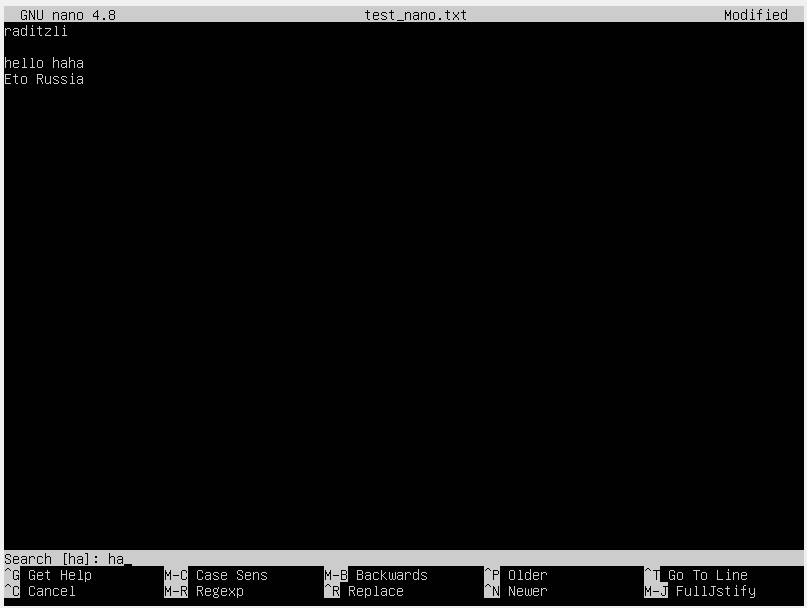 GNU nano 4.8 test_nano.txt Modified
raditzli
hello haha
Eto Russia
Search [ha]: ha_
^G Get Help M-C Case Sens M-B Backwards ^P Older ^T Go To Line
^C Cancel M-R Regexp ^R Replace ^N Newer M-J FullJstify